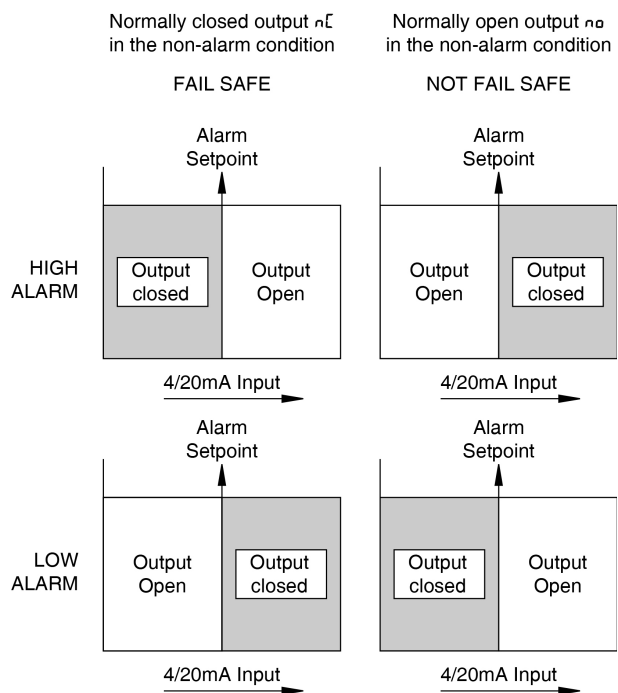 Normally closed output nC
in the non-alarm condition
FAIL SAFE
Normally open output no
in the non-alarm condition
NOT FAIL SAFE
Alarm
Setpoint
Alarm
Setpoint
HIGH
ALARM
Output
closed
Output
Open
Output
Open
Output
closed
4/20mA Input
4/20mA Input
Alarm
Setpoint
Alarm
Setpoint
LOW
ALARM
Output
Open
Output
closed
Output
closed
Output
Open
4/20mA Input
4/20mA Input